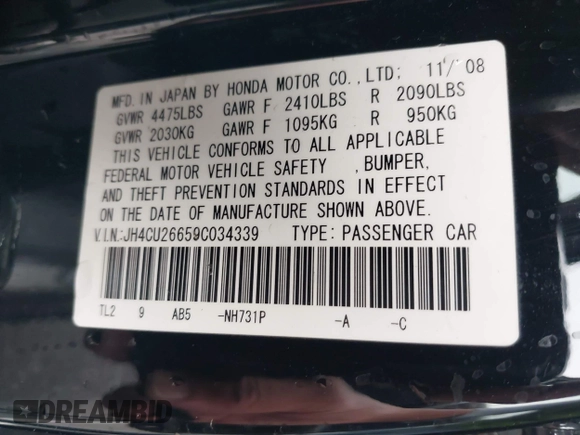 MFD. IN JAPAN BY HONDA MOTOR CO., LTD; 11/ 08
GVWR 4475LBS GAWR F 2410LBS R 2090LBS
GVWR 2030KG GAWR F 1095KG R 950KG
THIS VEHICLE CONFORMS TO ALL APPLICABLE
FEDERAL MOTOR VEHICLE SAFETY , BUMPER,
AND THEFT PREVENTION STANDARDS IN EFFECT
ON THE DATE OF MANUFACTURE SHOWN ABOVE.
V.I.N:JH4CU26659C034339 TYPE: PASSENGER CAR
TL2 9 AB5 -NH731P -A -C
DREAMBID